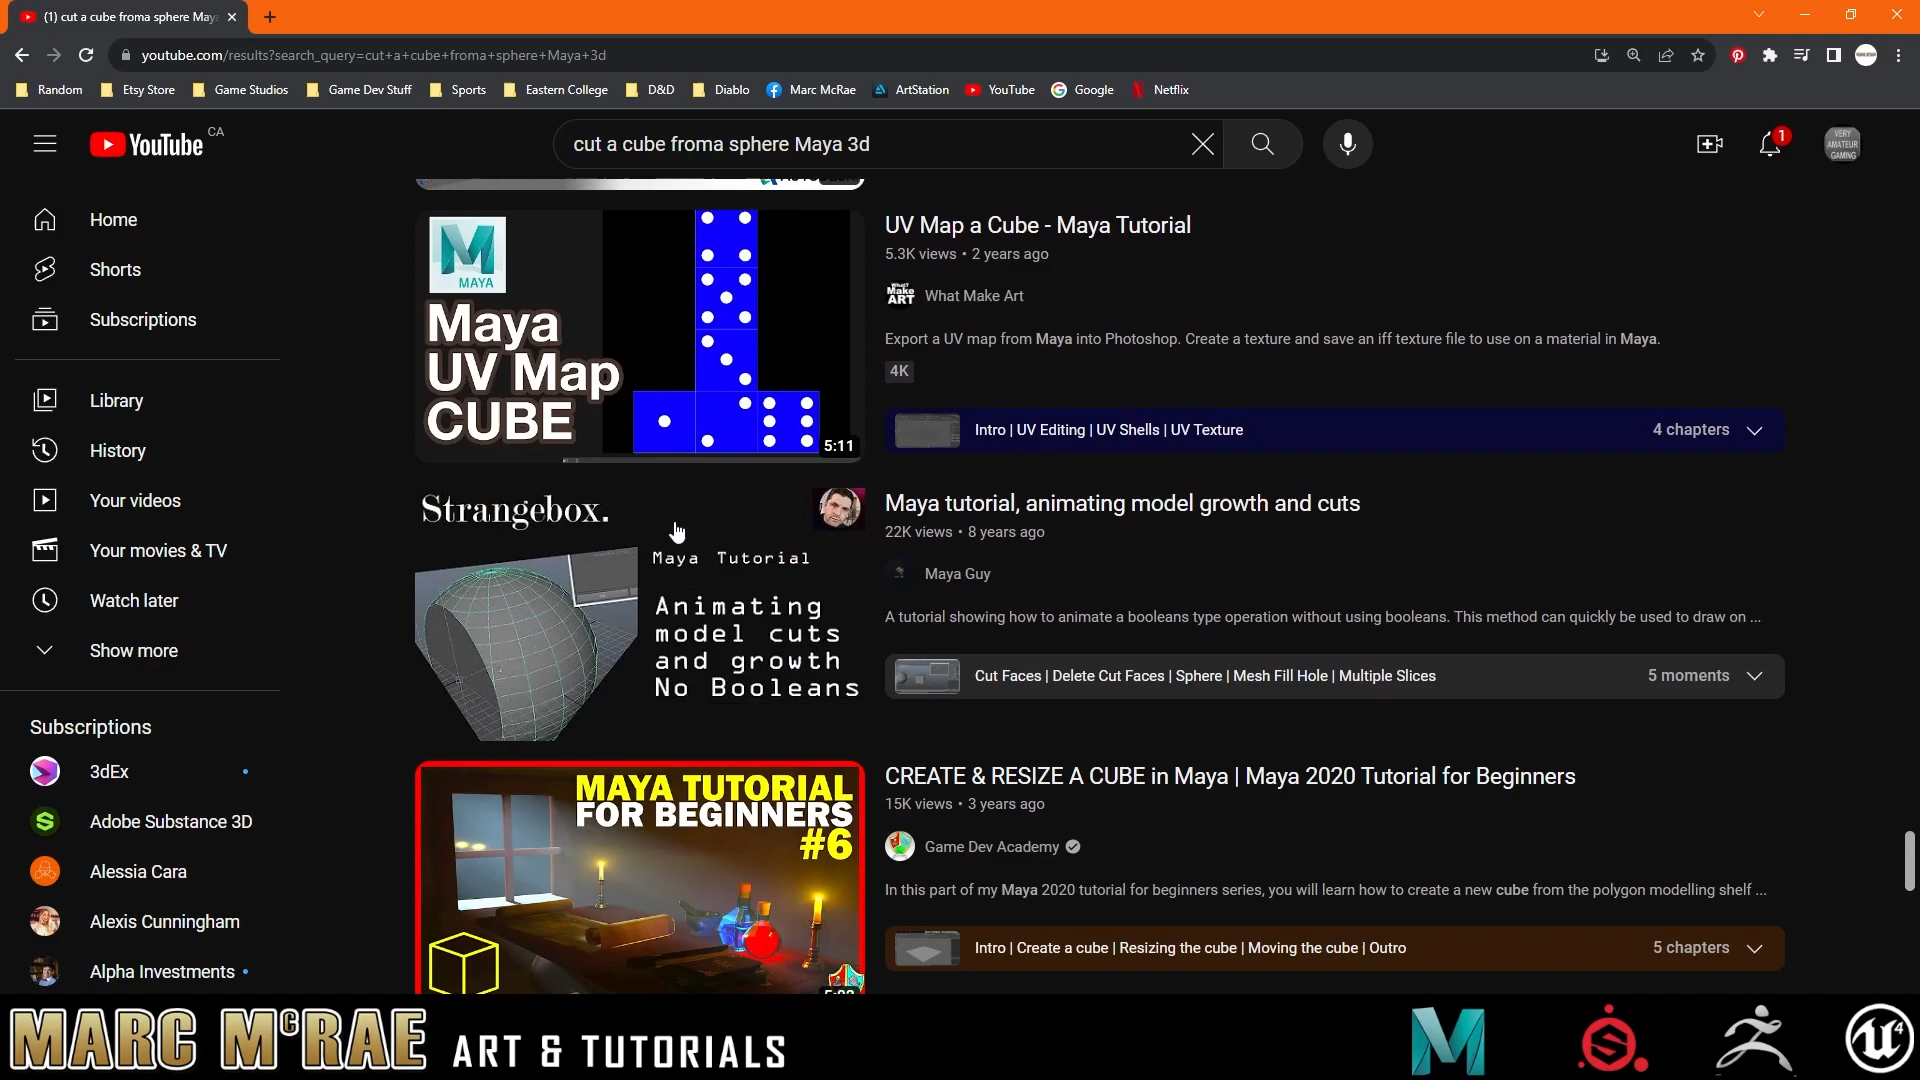 (1) cut a cube froma sphere Maya
youtube.com/results?search_query=cut+a+cube+froma+sphere+Maya+3d
Random
Etsy Store
Game Studios
Game Dev Stuff
Sports
Eastern College
D&D
Diablo
Marc McRae
ArtStation
YouTube
Google
Netflix
YouTube CA
cut a cube froma sphere Maya 3d
1
VERY AMATEUR GAMING
Home
Shorts
Subscriptions
Library
History
Your videos
Your movies & TV
Watch later
Show more
Subscriptions
3dEx
Adobe Substance 3D
Alessia Cara
Alexis Cunningham
Alpha Investments
MAYA
Maya
UV Map
CUBE
5:11
UV Map a Cube - Maya Tutorial
5.3K views • 2 years ago
What Make Art
Export a UV map from Maya into Photoshop. Create a texture and save an iff texture file to use on a material in Maya.
4K
Intro | UV Editing | UV Shells | UV Texture
4 chapters
Strangebox.
Maya Tutorial
Animating
model cuts
and growth
No Booleans
Maya tutorial, animating model growth and cuts
22K views • 8 years ago
Maya Guy
A tutorial showing how to animate a booleans type operation without using booleans. This method can quickly be used to draw on ...
Cut Faces | Delete Cut Faces | Sphere | Mesh Fill Hole | Multiple Slices
5 moments
MAYA TUTORIAL
FOR BEGINNERS
#6
CREATE & RESIZE A CUBE in Maya | Maya 2020 Tutorial for Beginners
15K views • 3 years ago
Game Dev Academy
In this part of my Maya 2020 tutorial for beginners series, you will learn how to create a new cube from the polygon modelling shelf ...
Intro | Create a cube | Resizing the cube | Moving the cube | Outro
5 chapters
MARC McRAE ART & TUTORIALS